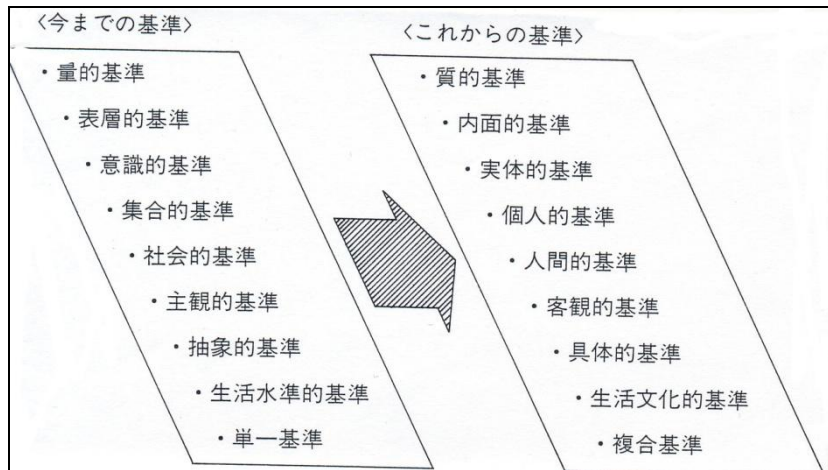 〈今までの基準〉
・量的基準
・表層的基準
・意識的基準
・集合的基準
・社会的基準
・主観的基準
・抽象的基準
・生活水準的基準
・単一基準
〈これからの基準〉
・質的基準
・内面的基準
・実体的基準
・個人的基準
・人間的基準
・客観的基準
・具体的基準
・生活文化的基準
・複合基準